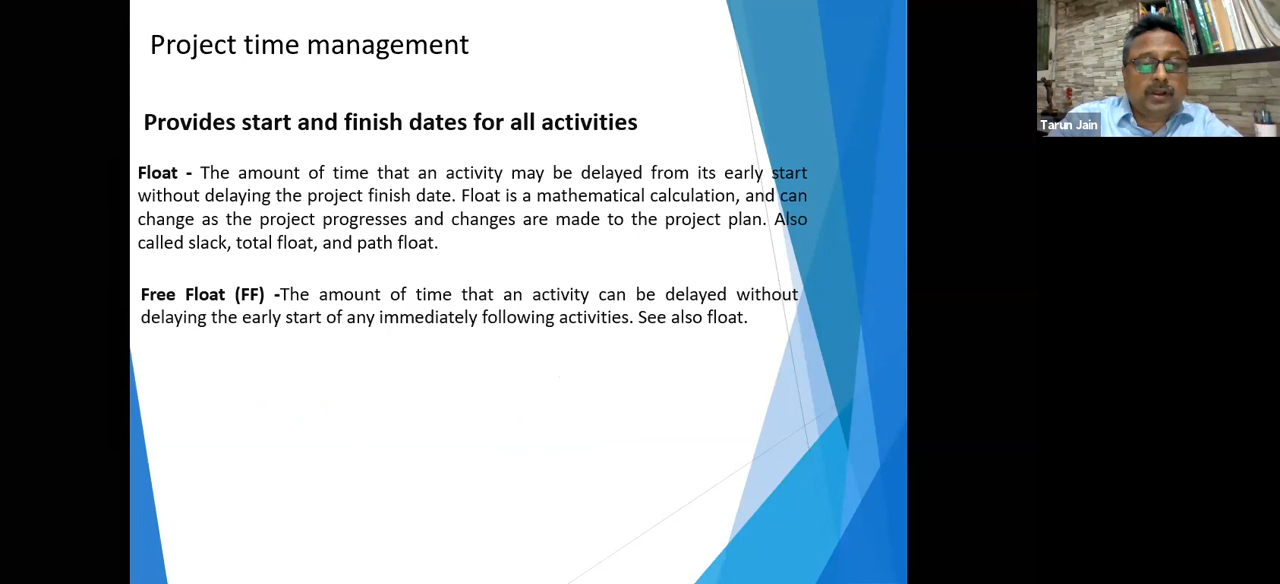 Project time management
Provides start and finish dates for all activities
Float - The amount of time that an activity may be delayed from its early start
without delaying the project finish date. Float is a mathematical calculation, and can
change as the project progresses and changes are made to the project plan. Also
called slack, total float, and path float.
Free Float (FF) -The amount of time that an activity can be delayed without
delaying the early start of any immediately following activities. See also float.
Tarun Jain